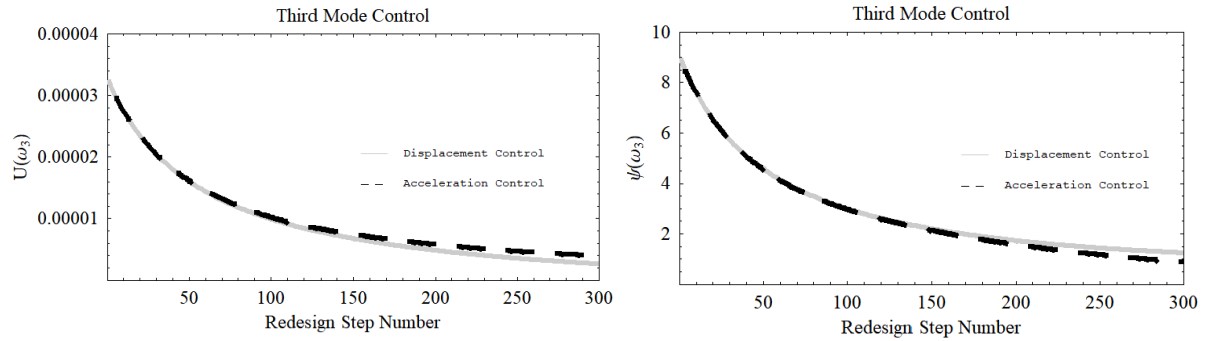 Third Mode Control
0.00004
0.00003
0.00002
0.00001
U(ω₃)
Displacement Control
Acceleration Control
50 100 150 200 250 300
Redesign Step Number
Third Mode Control
10
8
6
4
2
ψ(ω₃)
Displacement Control
Acceleration Control
50 100 150 200 250 300
Redesign Step Number